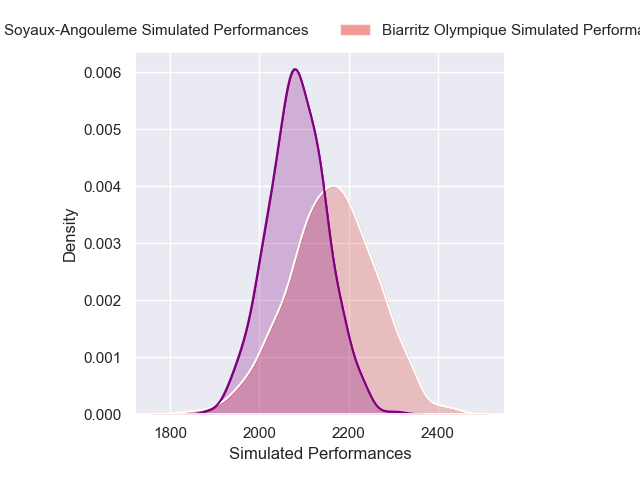 Soyaux-Angouleme Simulated Performances
Biarritz Olympique Simulated Performa
0.006
0.005
0.004
0.003
0.002
0.001
0.000
Density
1800
2000
2200
2400
Simulated Performances